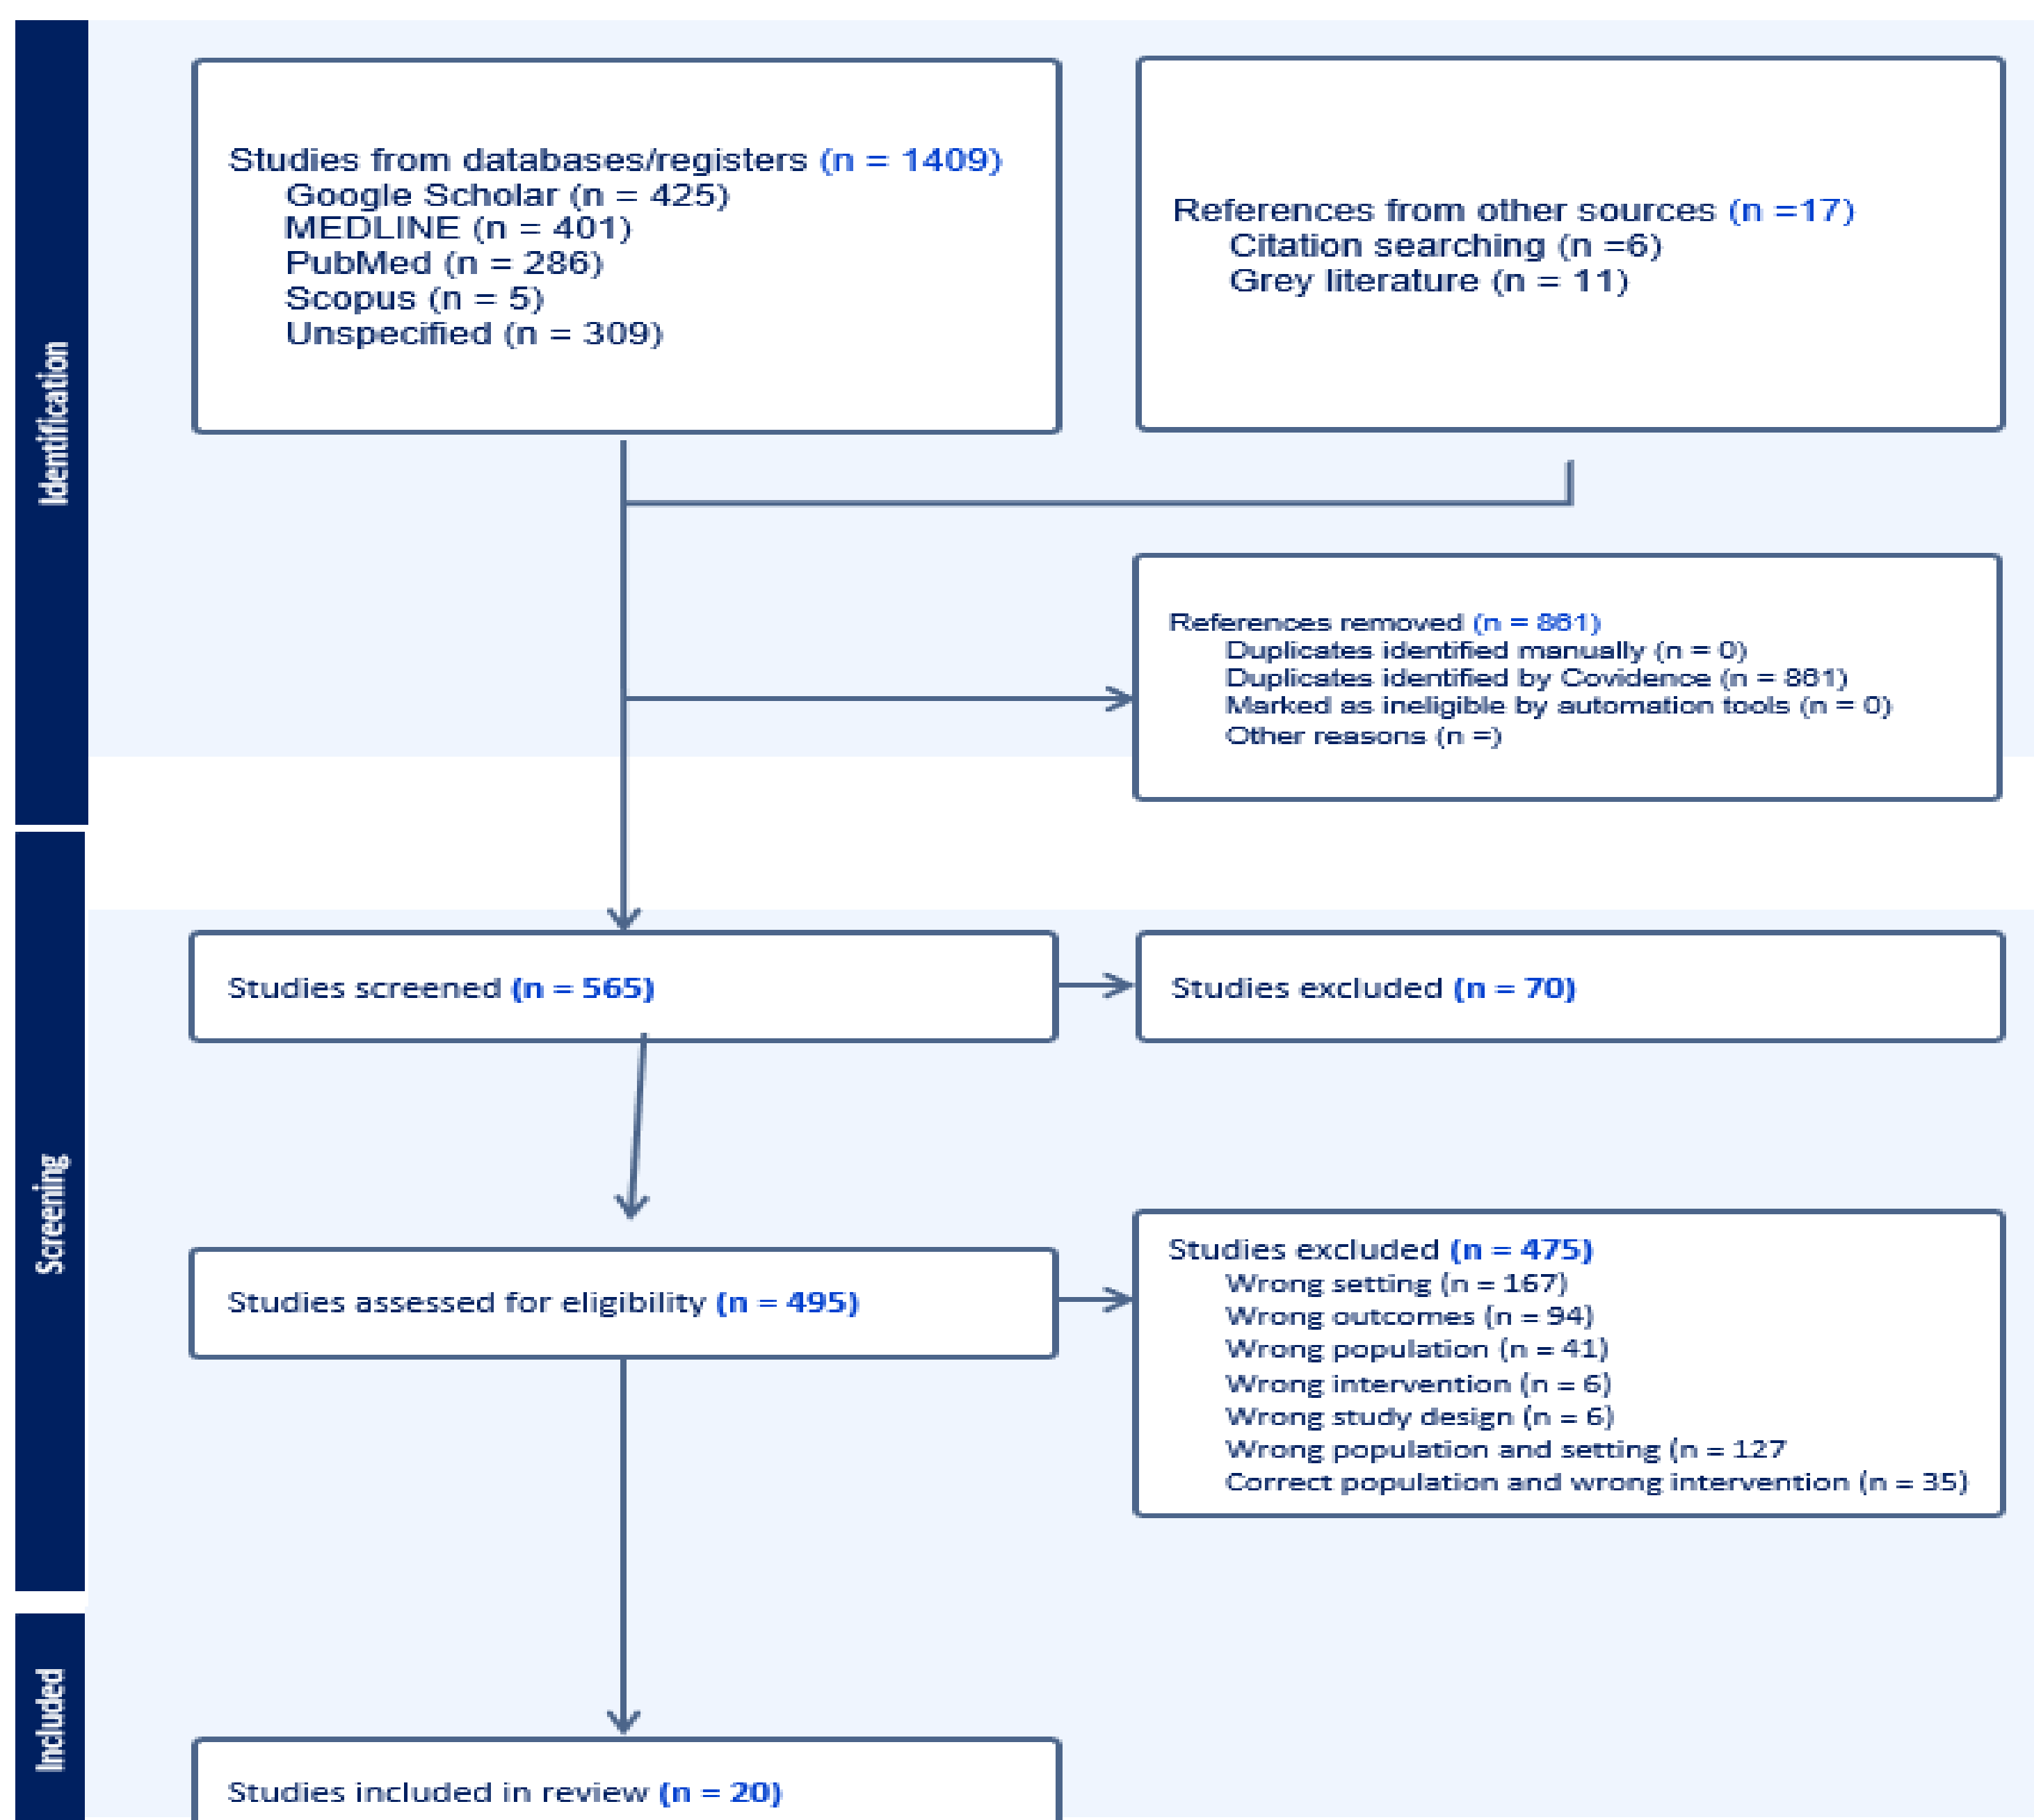 Identification
Studies from databases/registers (n = 1409)
Google Scholar (n = 425)
MEDLINE (n = 401)
PubMed (n = 286)
Scopus (n = 5)
Unspecified (n = 309)
References from other sources (n =17)
Citation searching (n =6)
Grey literature (n = 11)
References removed (n = 861)
Duplicates identified manually (n = 0)
Duplicates identified by Covidence (n = 861)
Marked as ineligible by automation tools (n = 0)
Other reasons (n =)
Screening
Studies screened (n = 565)
Studies excluded (n = 70)
Studies assessed for eligibility (n = 495)
Studies excluded (n = 475)
Wrong setting (n = 167)
Wrong outcomes (n = 94)
Wrong population (n = 41)
Wrong intervention (n = 6)
Wrong study design (n = 6)
Wrong population and setting (n = 127
Correct population and wrong intervention (n = 35)
Included
Studies included in review (n = 20)